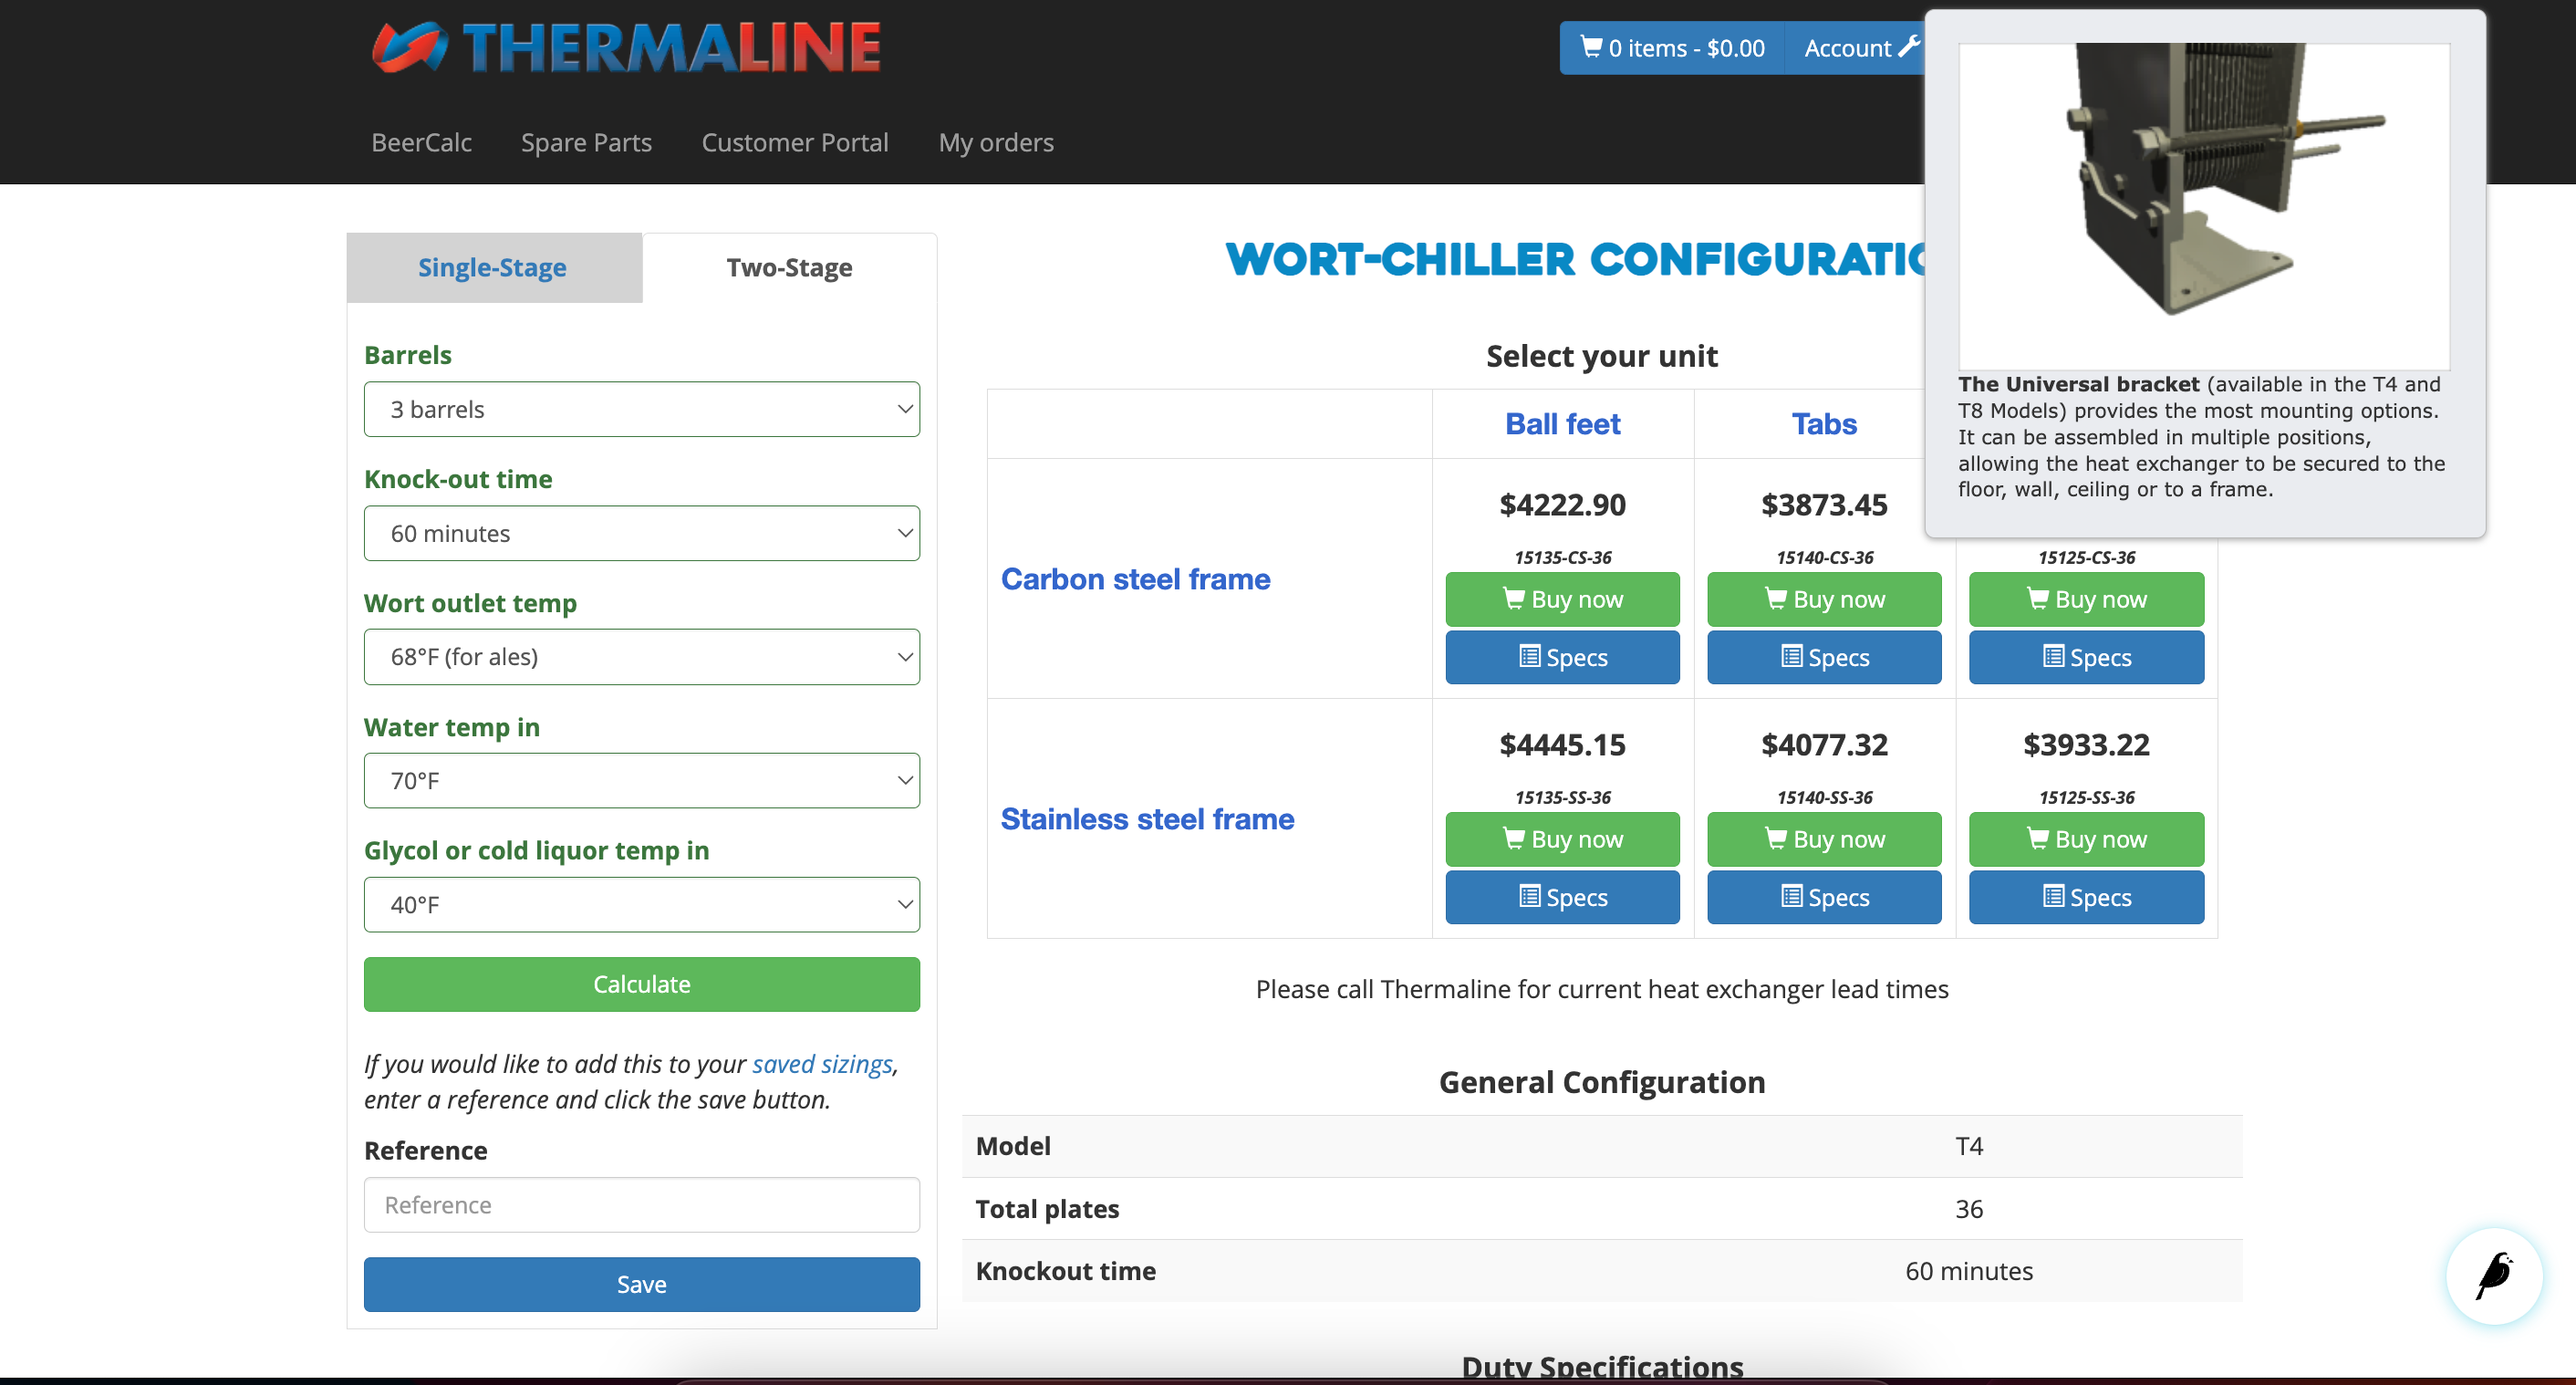 THERMALINE
0 items - $0.00
Account
BeerCalc
Spare Parts
Customer Portal
My orders
Single-Stage
Two-Stage
Barrels
3 barrels
Knock-out time
60 minutes
Wort outlet temp
68°F (for ales)
Water temp in
70°F
Glycol or cold liquor temp in
40°F
Calculate
If you would like to add this to your saved sizings,
enter a reference and click the save button.
Reference
Reference
Save
WORT-CHILLER CONFIGURATIO
Select your unit
Ball feet
Tabs
Carbon steel frame
$4222.90
15135-CS-36
Buy now
Specs
$3873.45
15140-CS-36
Buy now
Specs
15125-CS-36
Buy now
Specs
Stainless steel frame
$4445.15
15135-SS-36
Buy now
Specs
$4077.32
15140-SS-36
Buy now
Specs
$3933.22
15125-SS-36
Buy now
Specs
The Universal bracket (available in the T4 and
T8 Models) provides the most mounting options.
It can be assembled in multiple positions,
allowing the heat exchanger to be secured to the
floor, wall, ceiling or to a frame.
Please call Thermaline for current heat exchanger lead times
General Configuration
Model
T4
Total plates
36
Knockout time
60 minutes
Duty Specifications